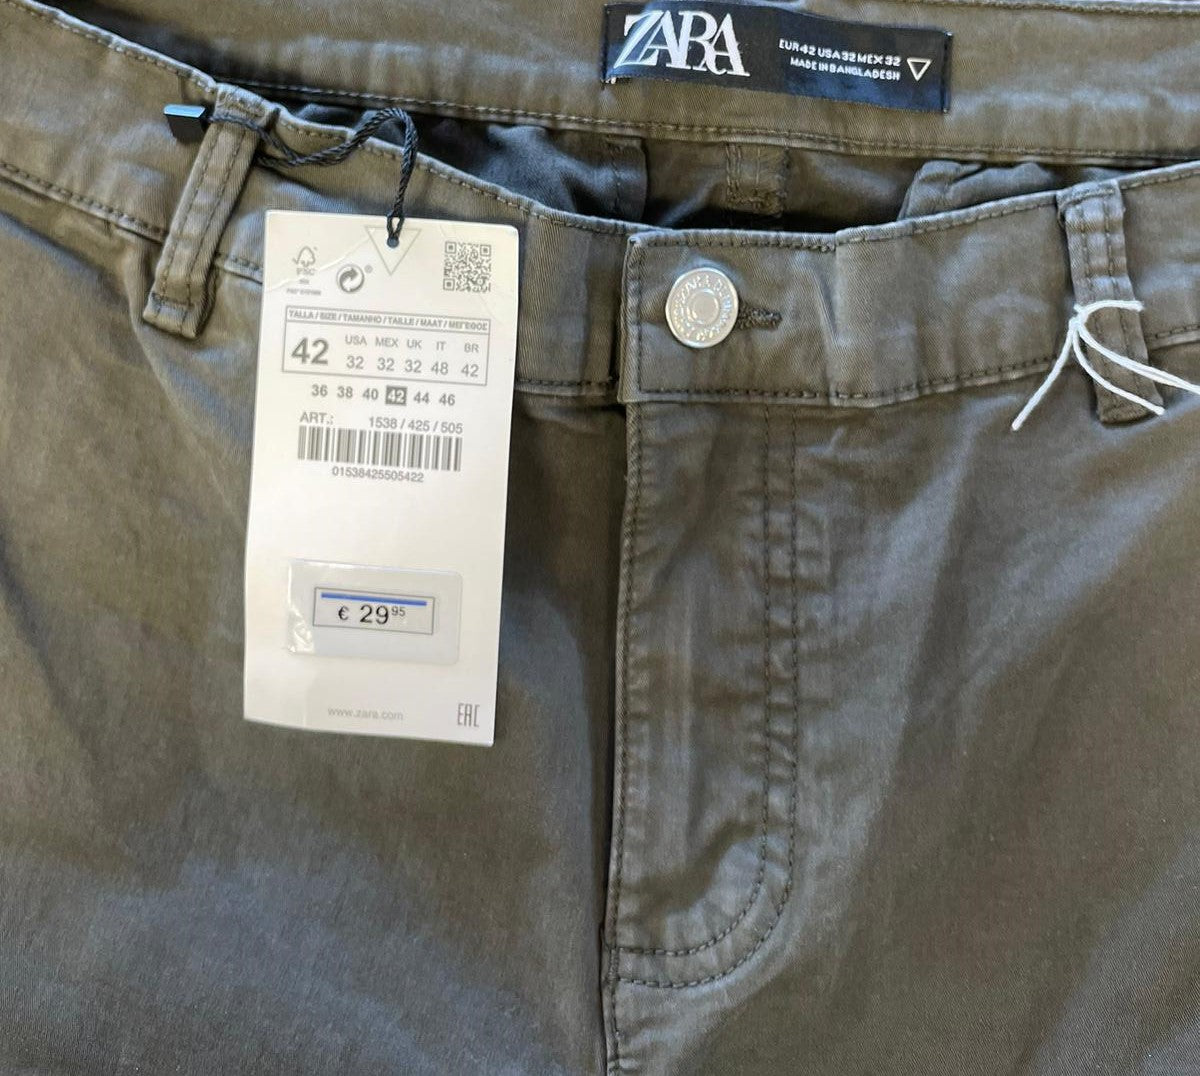 ZARA
EUR 42 USA 32 MEX 32
MADE IN BANGLADESH
FSC
TALLA / SIZE / TAMANHO / TAILLE / MAAT / ΜΕΓΕΘΟΣ
42
USA MEX UK IT BR
32 32 32 48 42
36 38 40 42 44 46
ART.: 1538 / 425 / 505
01538425505422
€ 29 95
www.zara.com
EAC